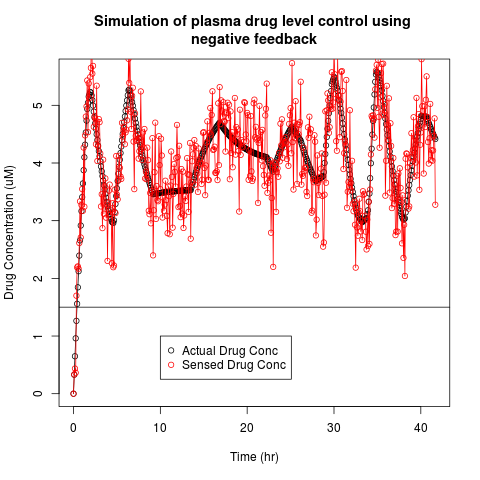 Simulation of plasma drug level control using
negative feedback
Drug Concentration (uM)
5
4
3
2
1
0
Actual Drug Conc
Sensed Drug Conc
0 10 20 30 40
Time (hr)